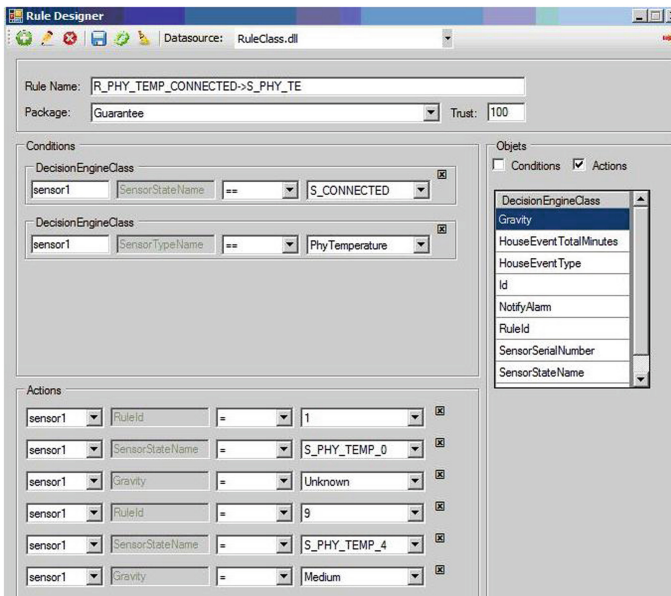 Rule Designer
Datasource: RuleClass.dll
Rule Name: R_PHY_TEMP_CONNECTED->S_PHY_TE
Package: Guarantee Trust: 100
Conditions
DecisionEngineClass
sensor1 SensorStateName == S_CONNECTED
DecisionEngineClass
sensor1 SensorTypeName == PhyTemperature
Objets
Conditions Actions
DecisionEngineClass
Gravity
HouseEventTotalMinutes
HouseEventType
Id
NotifyAlarm
RuleId
SensorSerialNumber
SensorStateName
Actions
sensor1 RuleId = 1
sensor1 SensorStateName = S_PHY_TEMP_0
sensor1 Gravity = Unknown
sensor1 RuleId = 9
sensor1 SensorStateName = S_PHY_TEMP_4
sensor1 Gravity = Medium